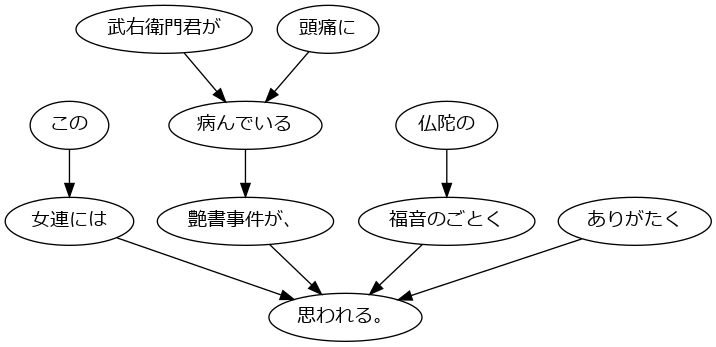 武右衛門君が
頭痛に
この
病んでいる
仏陀の
女連には
艶書事件が、
福音のごとく
ありがたく
思われる。